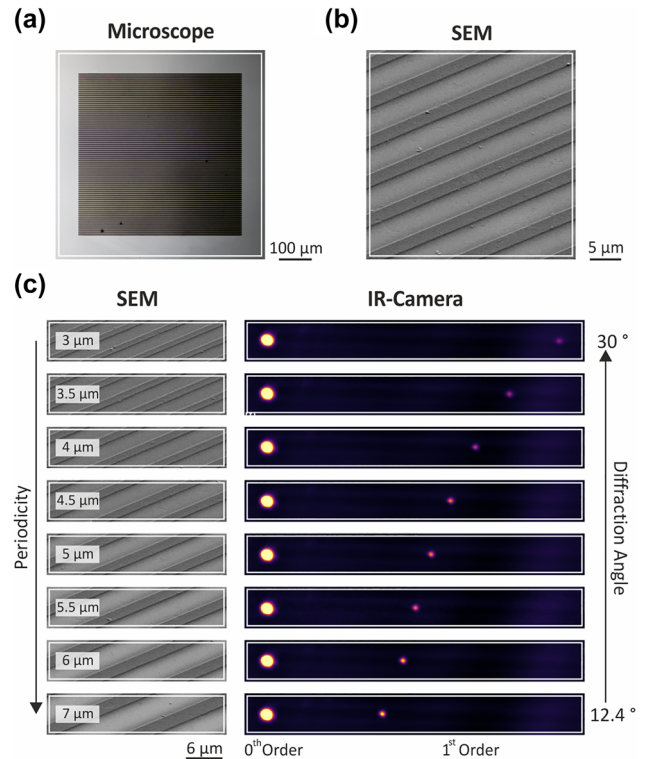 (a)
Microscope
100 µm
(b)
SEM
5 µm
(c)
SEM
IR-Camera
Periodicity
3 µm
3.5 µm
4 µm
4.5 µm
5 µm
5.5 µm
6 µm
7 µm
6 µm
0th Order
1st Order
30 °
Diffraction Angle
12.4 °